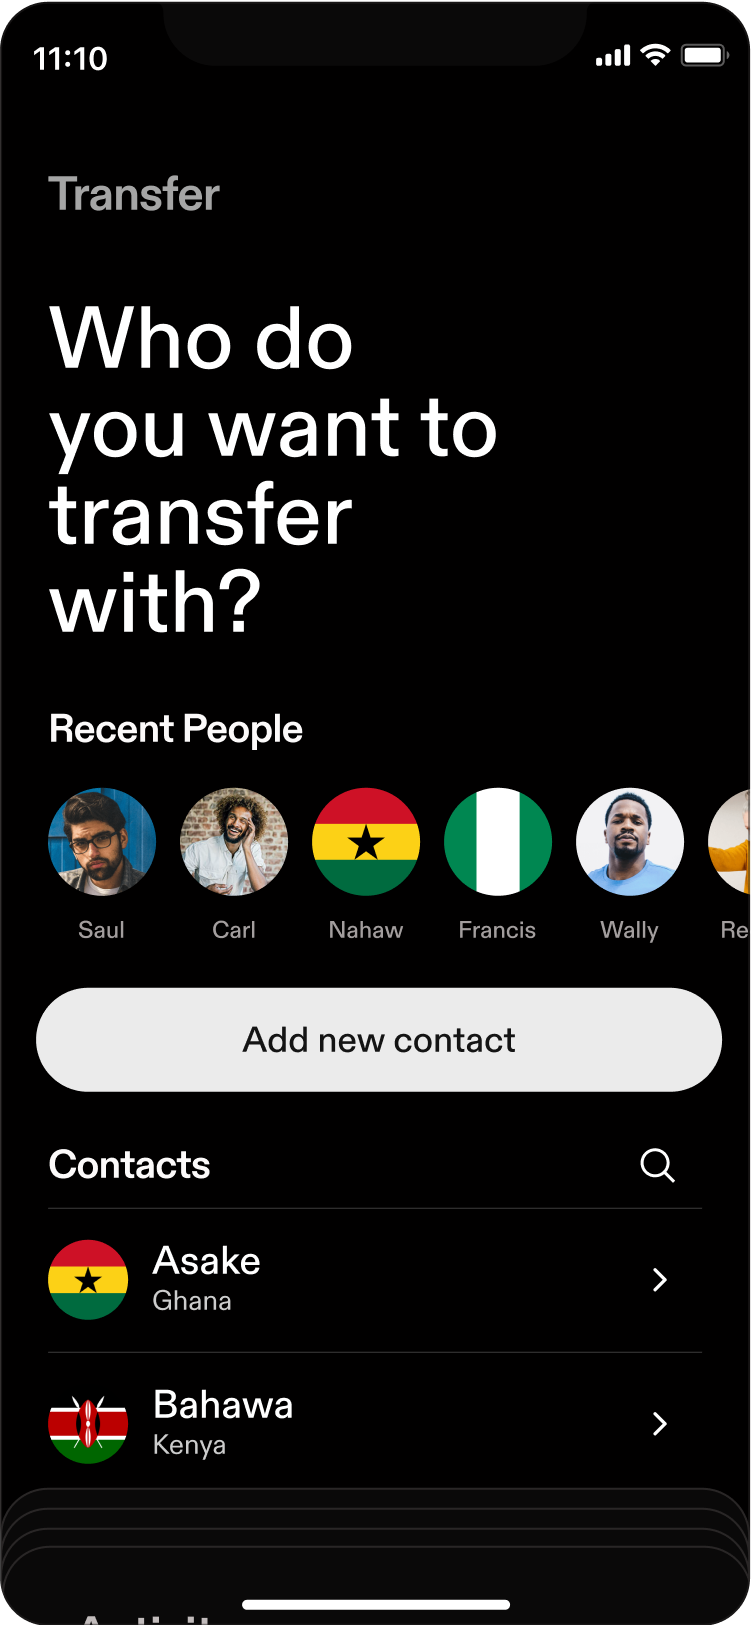 11:10
Transfer
Who do
you want to
transfer
with?
Recent People
Saul
Carl
Nahaw
Francis
Wally
Re
Add new contact
Contacts
Asake
Ghana
Bahawa
Kenya